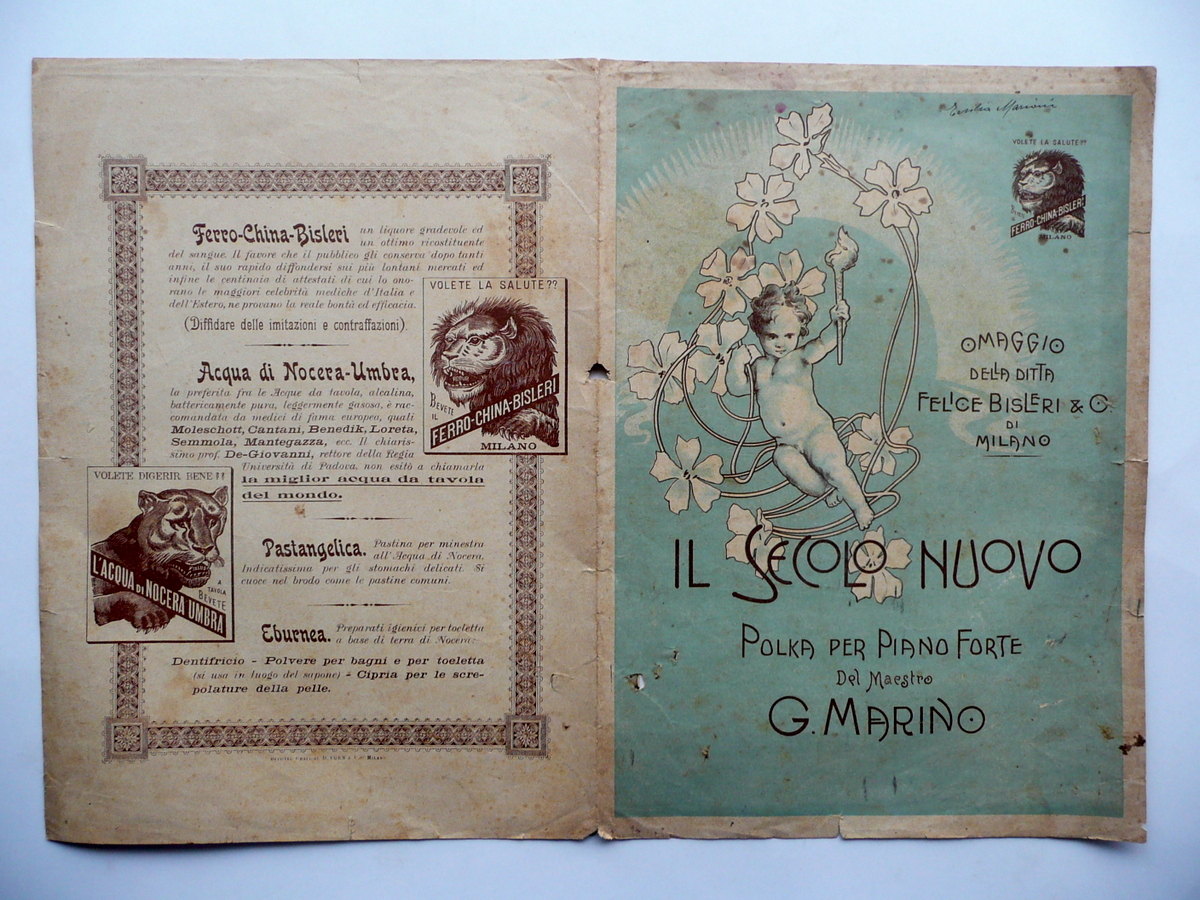 Ferro-China-Bisleri un liquore gradevole ed
un ottimo ricostituente
del sangue. Il favore che il pubblico gli conserva dopo tanti
anni, il suo rapido diffondersi sui più lontani mercati ed
infine le centinaia di attestati di cui lo ono-
rano le maggiori celebrità mediche d'Italia e
dell'Estero, ne provano la reale bontà ed efficacia.
(Diffidare delle imitazioni e contraffazioni).
VOLETE LA SALUTE??
BEVETE
IL
FERRO-CHINA-BISLERI
MILANO
Acqua di Nocera-Umbra,
la preferita fra le Acque da tavola, alcalina,
battericamente pura, leggermente gasosa, è rac-
comandata da medici di fama europea, quali
Moleschott, Cantani, Benedik, Loreta,
Semmola, Mantegazza, ecc. Il chiaris-
simo prof. De-Giovanni, rettore della Regia
Università di Padova, non esitò a chiamarla
la miglior acqua da tavola
del mondo.
VOLETE DIGERIR BENE??
L'ACQUA DI NOCERA UMBRA
A
TAVOLA
BEVETE
Pastangelica. Pastina per minestra
all'Acqua di Nocera.
Indicatissima per gli stomachi delicati. Si
cuoce nel brodo come le pastine comuni.
Eburnea. Preparati igienici per toeletta
a base di terra di Nocera:
Dentifricio - Polvere per bagni e per toeletta
(si usa in luogo del sapone) - Cipria per le scre-
polature della pelle.
MILANO
Marioni
VOLETE LA SALUTE??
BEVETE
IL
FERRO-CHINA-BISLERI
MILANO
OMAGGIO
DELLA DITTA
FELICE BISLERI & C.
DI
MILANO
IL SECOLO NUOVO
POLKA PER PIANO FORTE
Del Maestro
G. MARINO